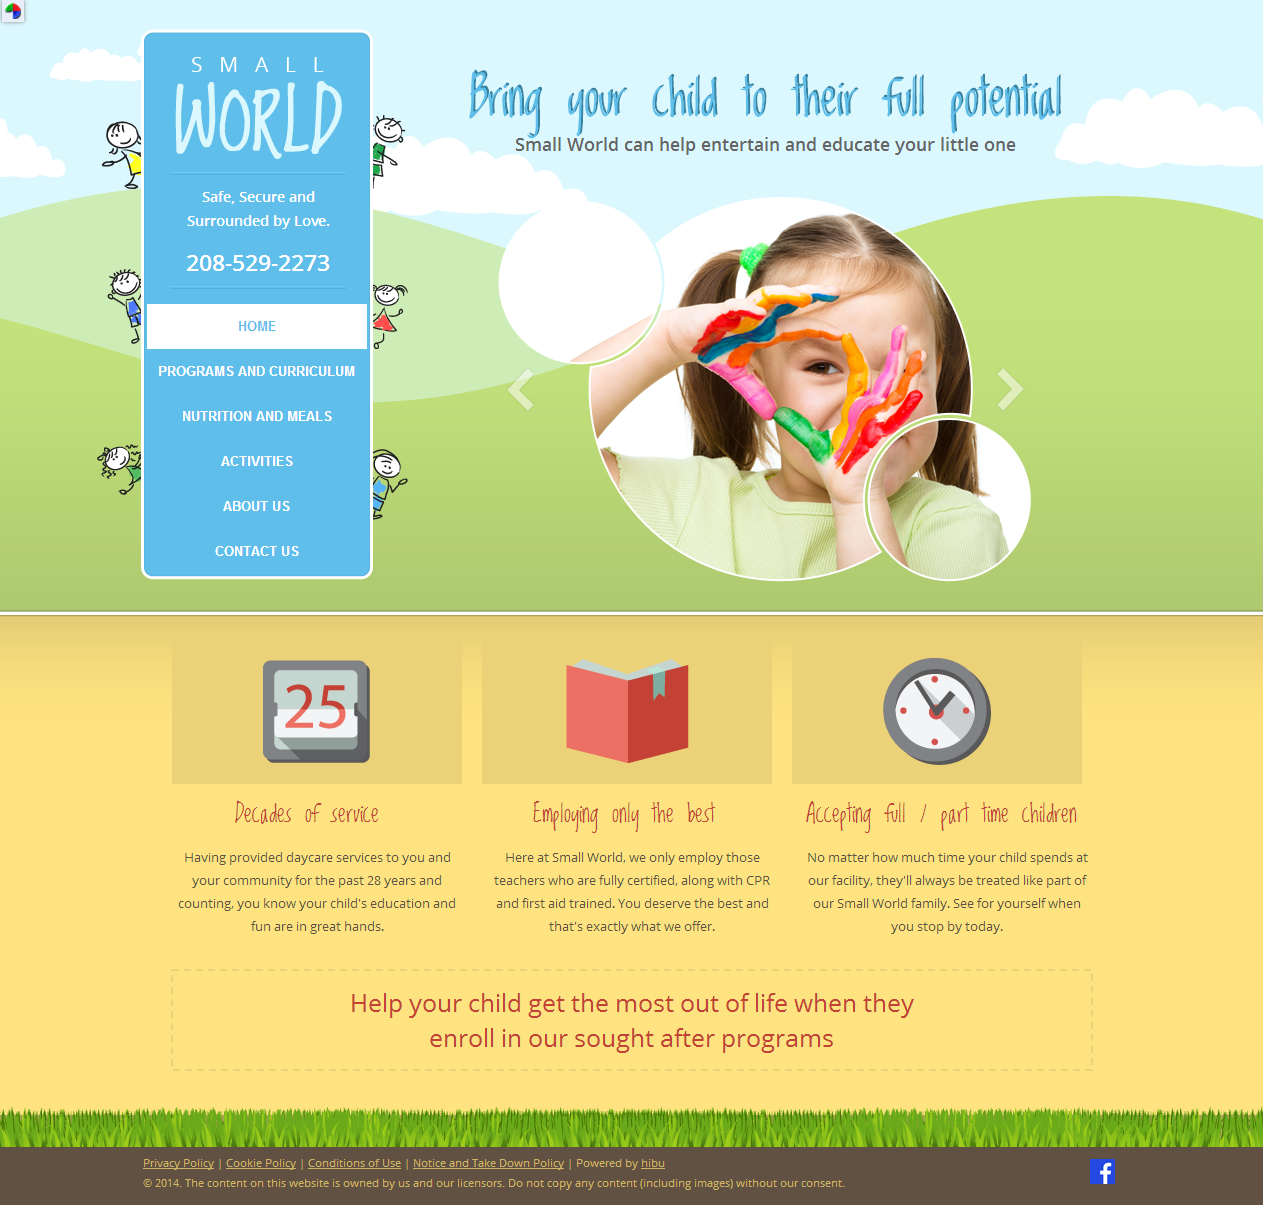 SMALL
WORLD
Safe, Secure and
Surrounded by Love.
208-529-2273
HOME
PROGRAMS AND CURRICULUM
NUTRITION AND MEALS
ACTIVITIES
ABOUT US
CONTACT US
Bring your child to their full potential
Small World can help entertain and educate your little one
25
Decades of service
Having provided daycare services to you and
your community for the past 28 years and
counting, you know your child's education and
fun are in great hands.
Employing only the best
Here at Small World, we only employ those
teachers who are fully certified, along with CPR
and first aid trained. You deserve the best and
that's exactly what we offer.
Accepting full / part time children
No matter how much time your child spends at
our facility, they'll always be treated like part of
our Small World family. See for yourself when
you stop by today.
Help your child get the most out of life when they
enroll in our sought after programs
Privacy Policy | Cookie Policy | Conditions of Use | Notice and Take Down Policy | Powered by hibu
© 2014. The content on this website is owned by us and our licensors. Do not copy any content (including images) without our consent.
f